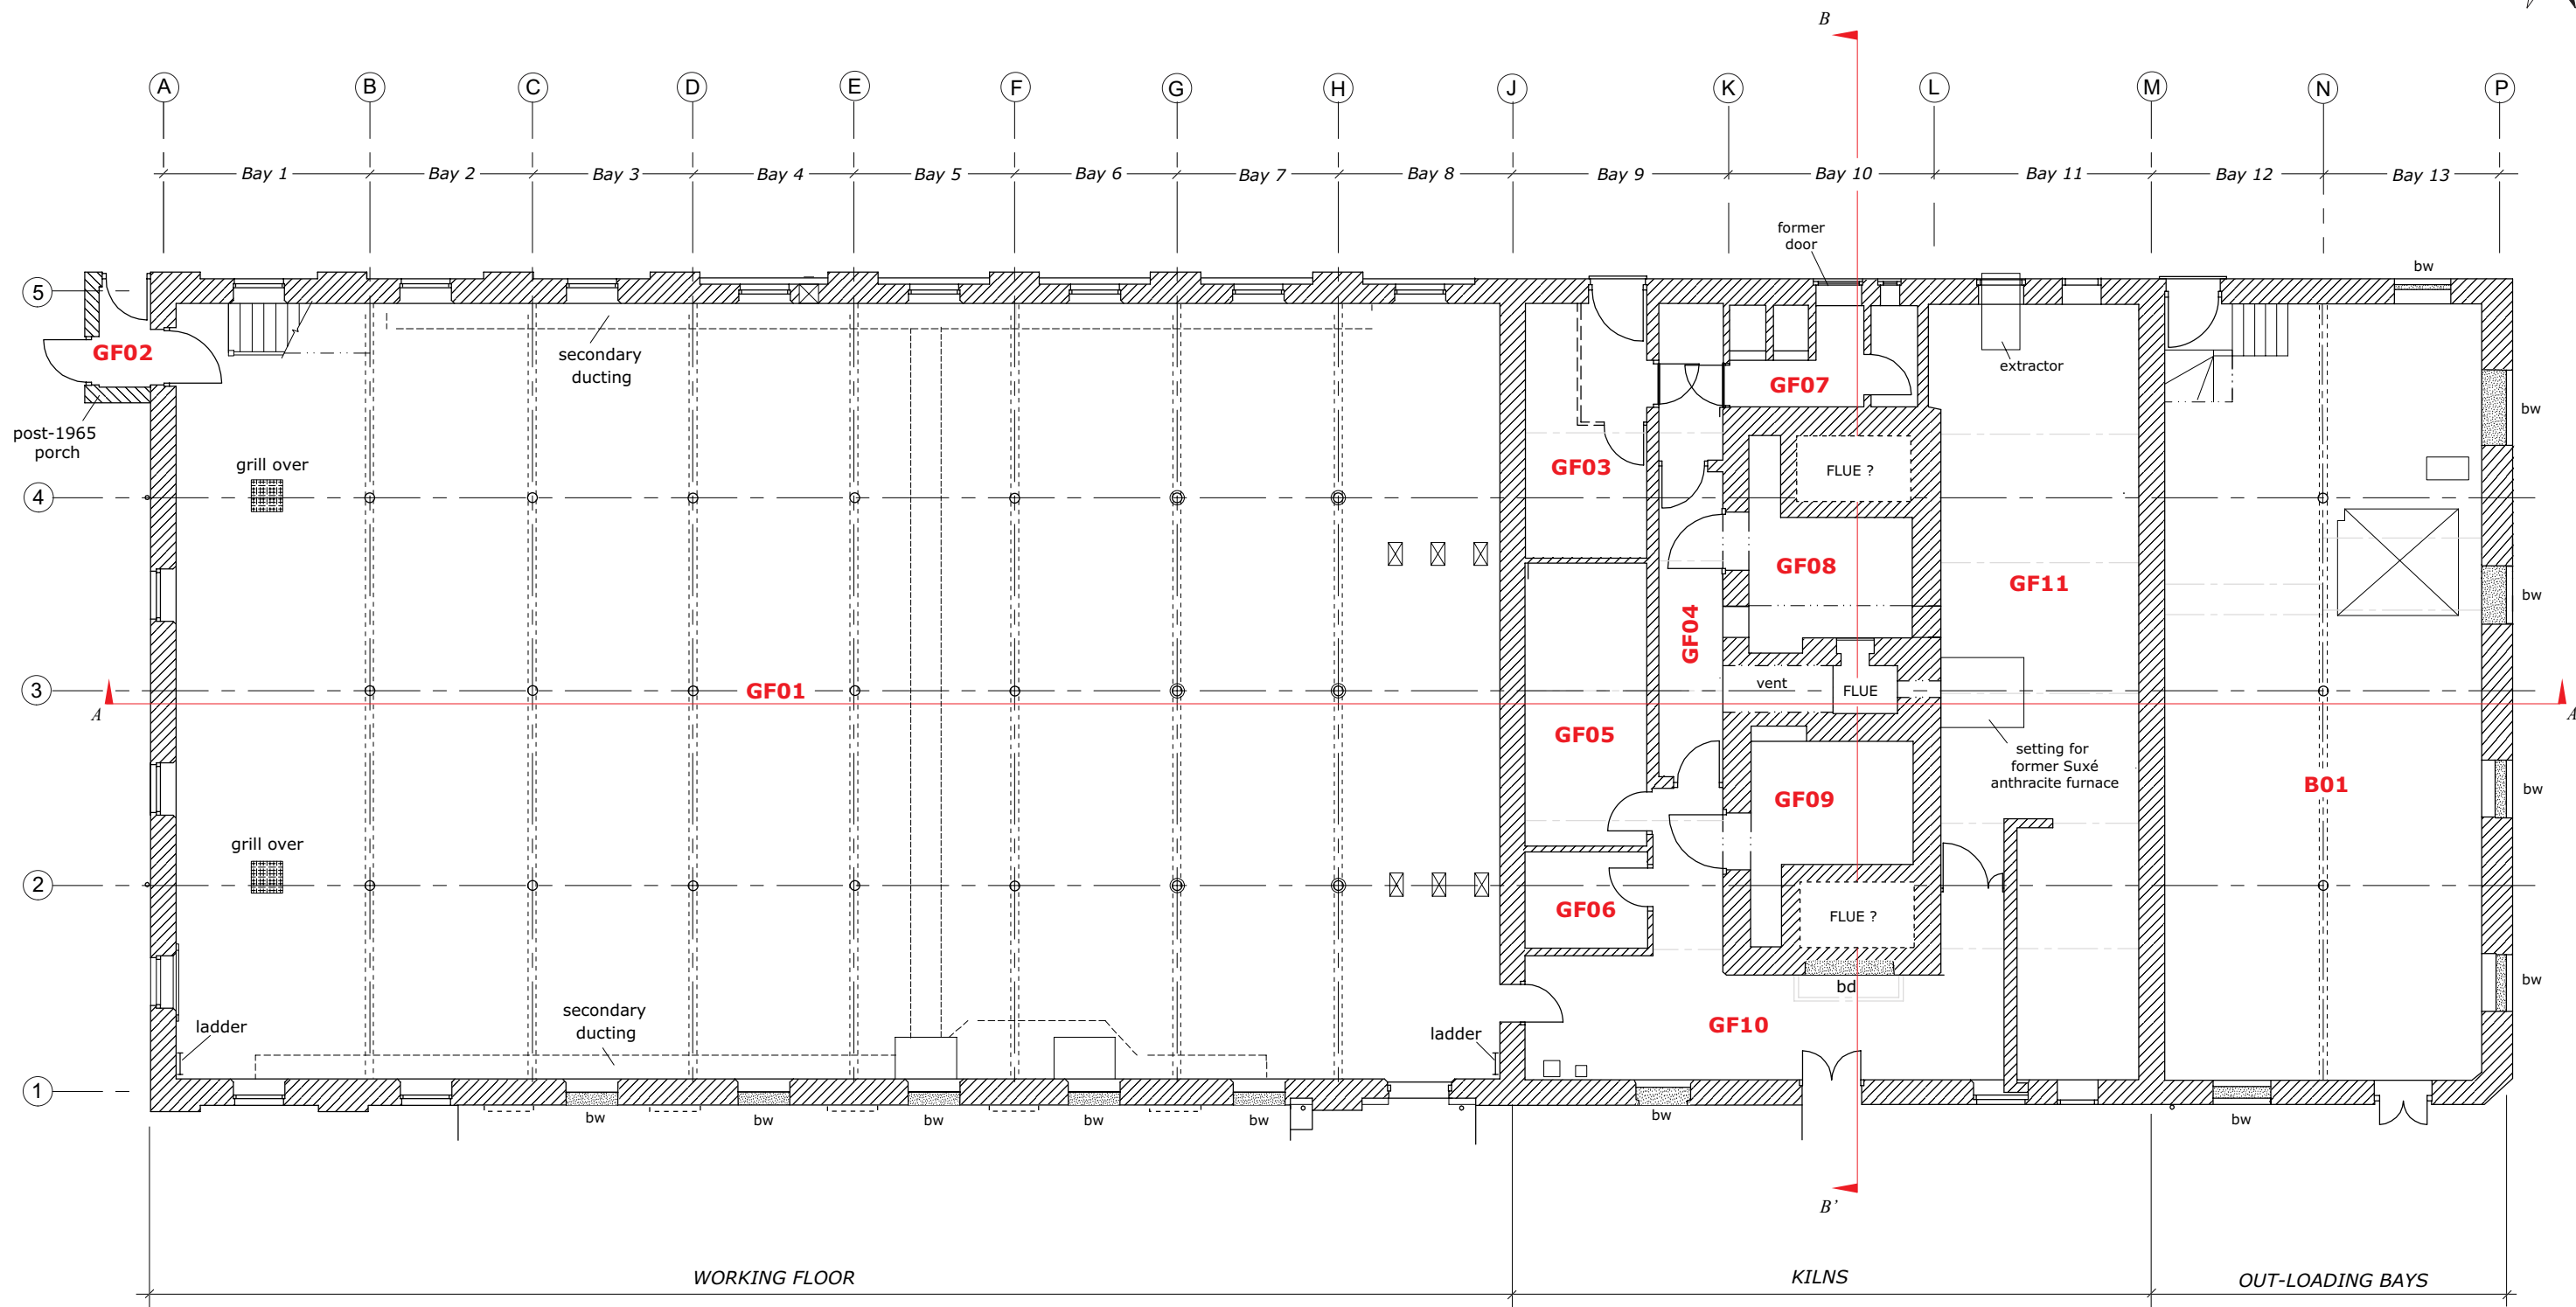 B
A B C D E F G H J K L M N P
Bay 1 Bay 2 Bay 3 Bay 4 Bay 5 Bay 6 Bay 7 Bay 8 Bay 9 Bay 10 Bay 11 Bay 12 Bay 13
former
door
bw
5
GF02
secondary
ducting
extractor
GF07
bw
post-1965
porch
grill over
GF03
FLUE ?
4
GF08
GF11
bw
GF04
3
GF01
vent
FLUE
A
A
GF05
setting for
former Suxé
anthracite furnace
B01
bw
GF09
grill over
2
GF06
FLUE ?
bw
bd
secondary
ducting
ladder
ladder
GF10
1
bw bw bw bw bw bw bw
B’
WORKING FLOOR KILNS OUT-LOADING BAYS